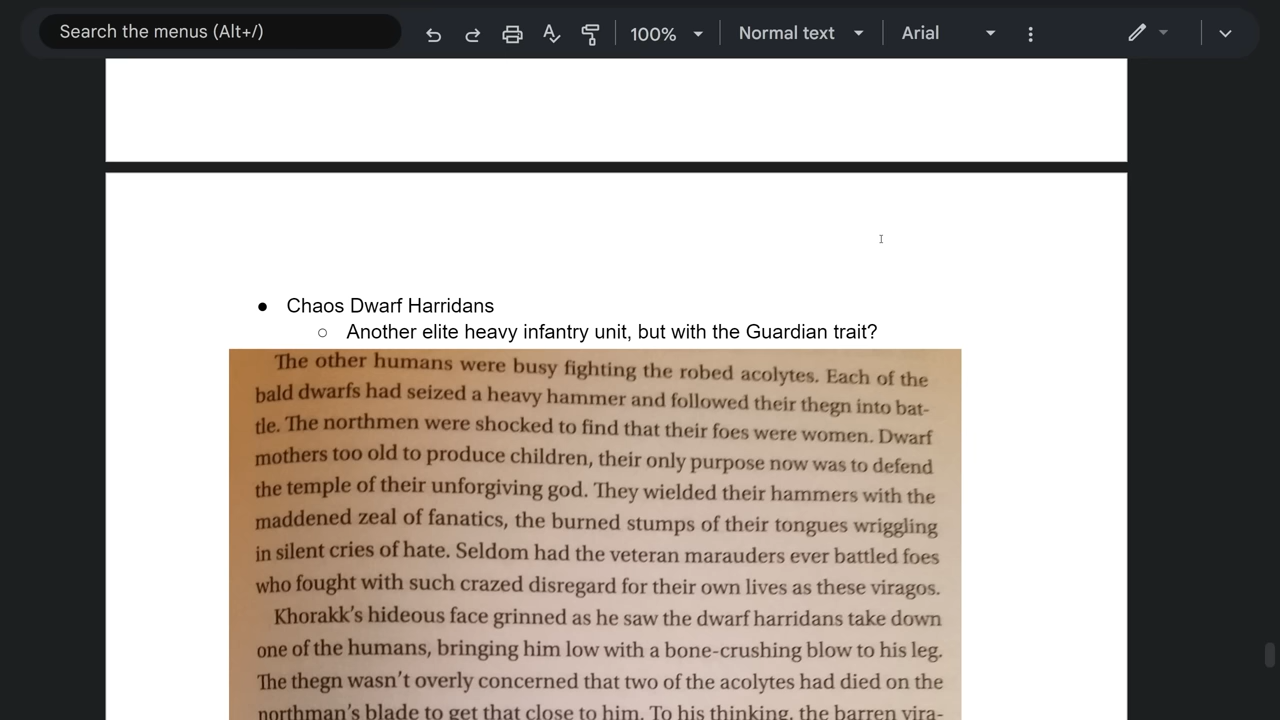 Search the menus (Alt+/)
100%
Normal text
Arial
Chaos Dwarf Harridans
Another elite heavy infantry unit, but with the Guardian trait?
The other humans were busy fighting the robed acolytes. Each of the
bald dwarfs had seized a heavy hammer and followed their thegn into bat-
tle. The northmen were shocked to find that their foes were women. Dwarf
mothers too old to produce children, their only purpose now was to defend
the temple of their unforgiving god. They wielded their hammers with the
maddened zeal of fanatics, the burned stumps of their tongues wriggling
in silent cries of hate. Seldom had the veteran marauders ever battled foes
who fought with such crazed disregard for their own lives as these viragos.
Khorakk's hideous face grinned as he saw the dwarf harridans take down
one of the humans, bringing him low with a bone-crushing blow to his leg.
The thegn wasn't overly concerned that two of the acolytes had died on the
northman's blade to get that close to him. To his thinking, the barren vira-